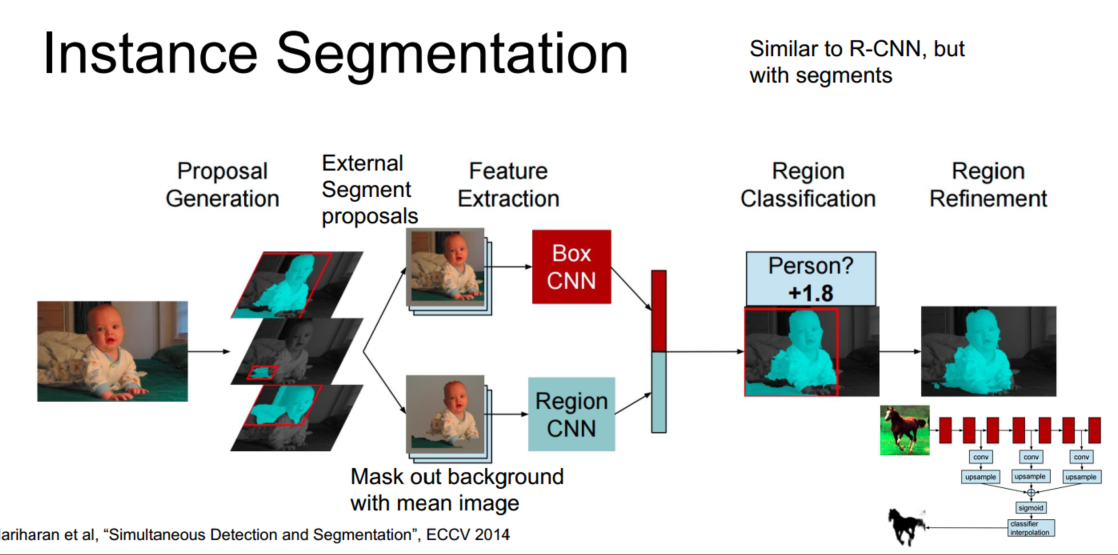 Instance Segmentation
Similar to R-CNN, but
with segments
Proposal
Generation
External
Segment
proposals
Feature
Extraction
Region
Classification
Region
Refinement
Box
CNN
Person?
+1.8
Region
CNN
Mask out background
with mean image
conv
conv
conv
upsample
upsample
upsample
sigmoid
classifier
interpolation
ariharan et al, “Simultaneous Detection and Segmentation”, ECCV 2014